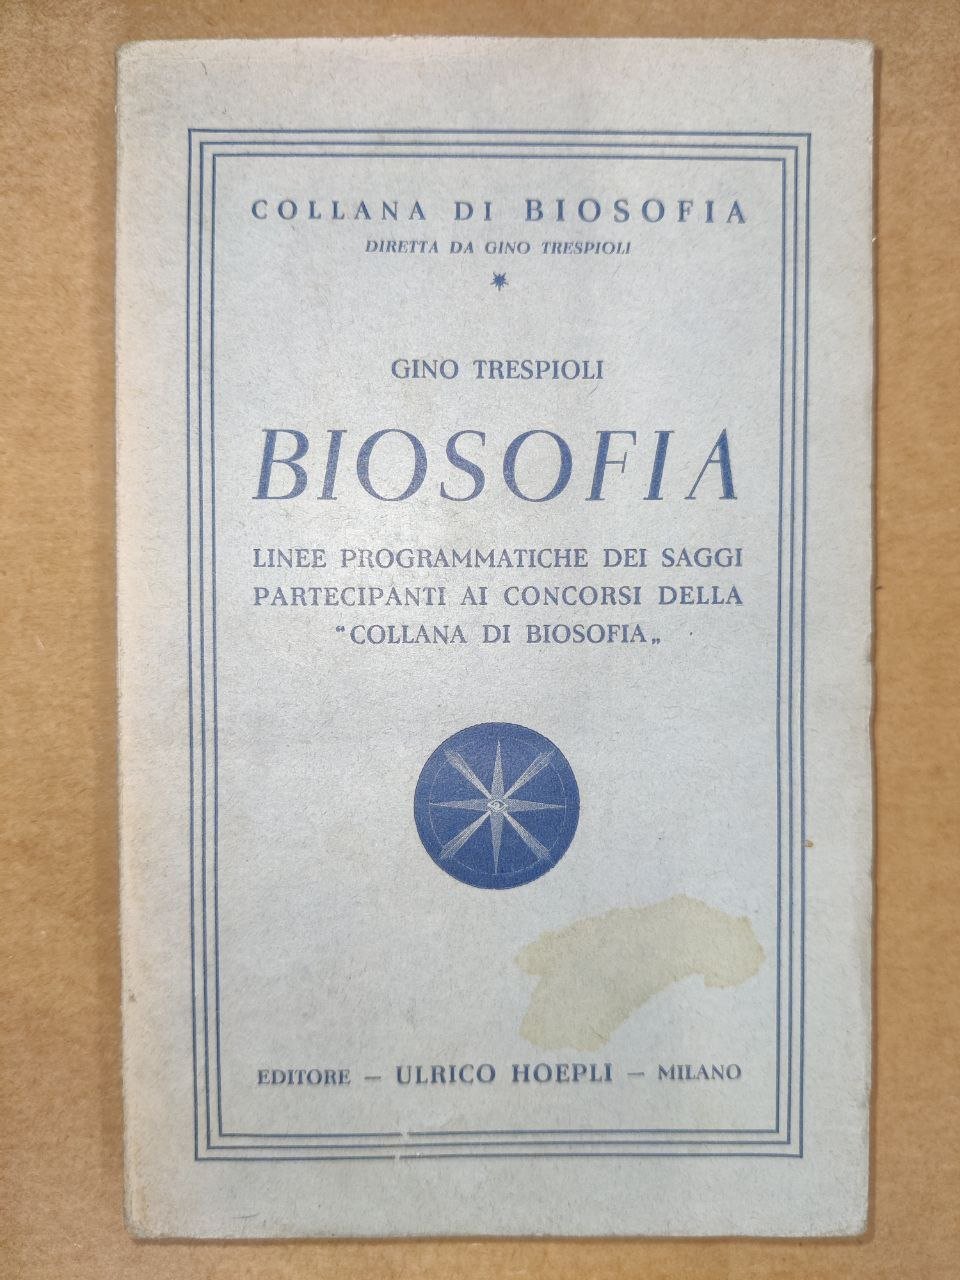 COLLANA DI BIOSOFIA
DIRETTA DA GINO TRESPIOLI
GINO TRESPIOLI
BIOSOFIA
LINEE PROGRAMMATICHE DEI SAGGI
PARTECIPANTI AI CONCORSI DELLA
“COLLANA DI BIOSOFIA„
EDITORE — ULRICO HOEPLI — MILANO